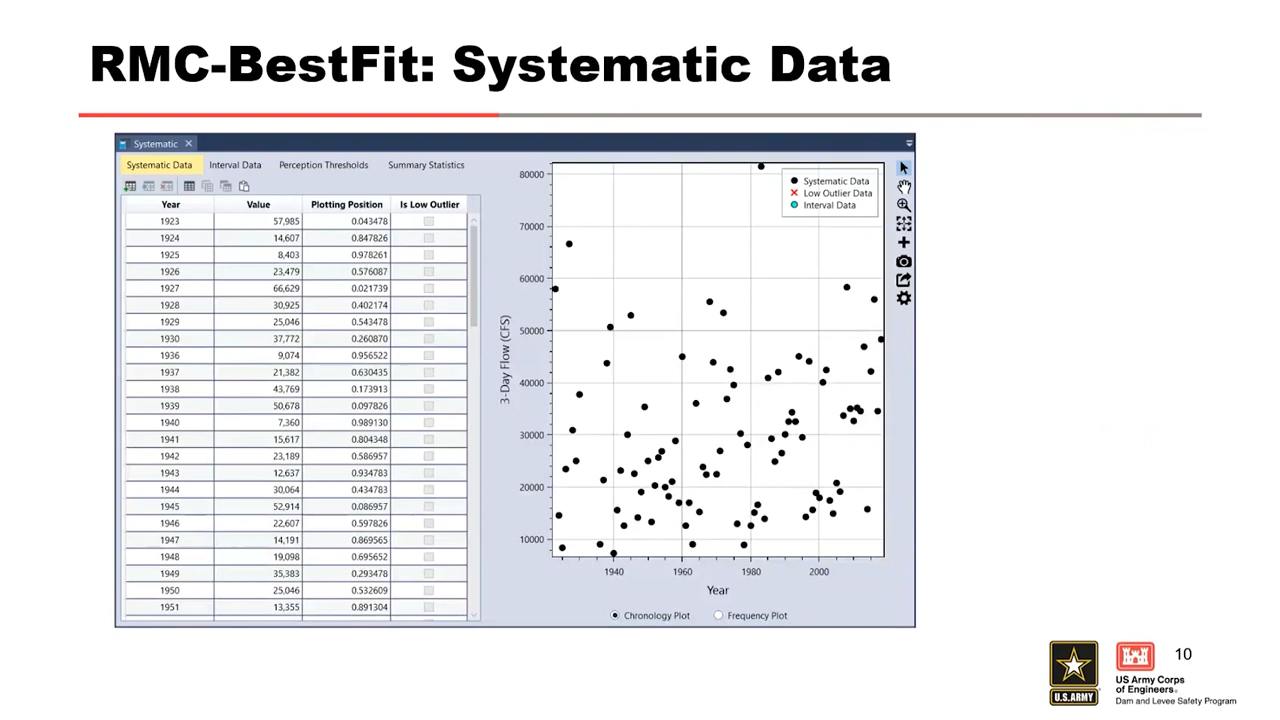 RMC-BestFit: Systematic Data
Systematic
Systematic Data Interval Data Perception Thresholds Summary Statistics
Year Value Plotting Position Is Low Outlier
1923 57,985 0.043478
1924 14,607 0.847826
1925 8,403 0.978261
1926 23,479 0.576087
1927 66,629 0.021739
1928 30,925 0.402174
1929 25,046 0.543478
1930 37,772 0.260870
1936 9,074 0.956522
1937 21,382 0.630435
1938 43,769 0.173913
1939 50,678 0.097826
1940 7,360 0.989130
1941 15,617 0.804348
1942 23,189 0.586957
1943 12,637 0.934783
1944 30,064 0.434783
1945 52,914 0.086957
1946 22,607 0.597826
1947 14,191 0.869565
1948 19,098 0.695652
1949 35,383 0.293478
1950 25,046 0.532609
1951 13,355 0.891304
3-Day Flow (CFS)
80000
70000
60000
50000
40000
30000
20000
10000
Systematic Data
Low Outlier Data
Interval Data
1940 1960 1980 2000
Year
Chronology Plot Frequency Plot
U.S.ARMY
US Army Corps
of Engineers®
Dam and Levee Safety Program
10